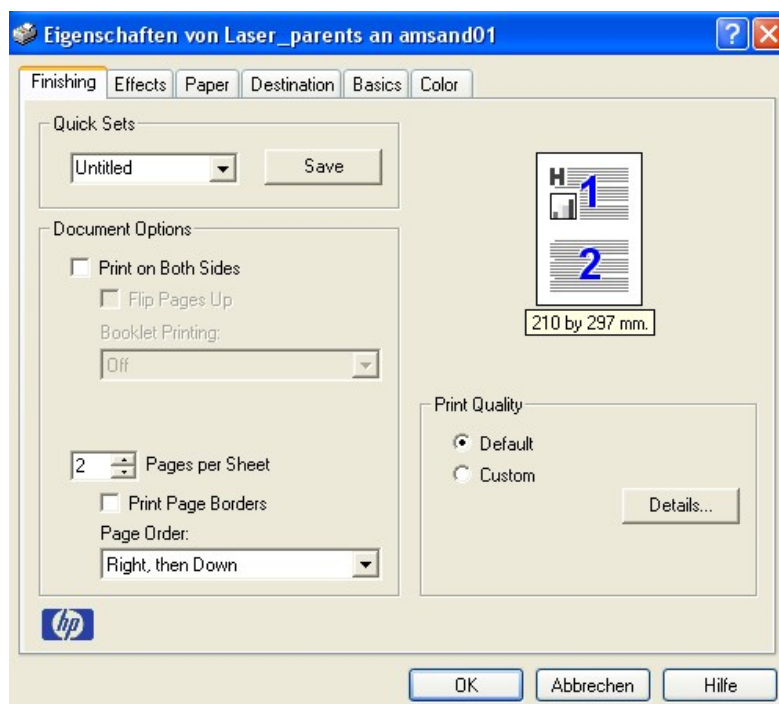 Eigenschaften von Laser_parents an amsand01
Finishing Effects Paper Destination Basics Color
Quick Sets
Untitled Save
Document Options
Print on Both Sides
Flip Pages Up
Booklet Printing:
Off
2 Pages per Sheet
Print Page Borders
Page Order:
Right, then Down
H
1
2
210 by 297 mm.
Print Quality
Default
Custom
Details...
hp
OK Abbrechen Hilfe